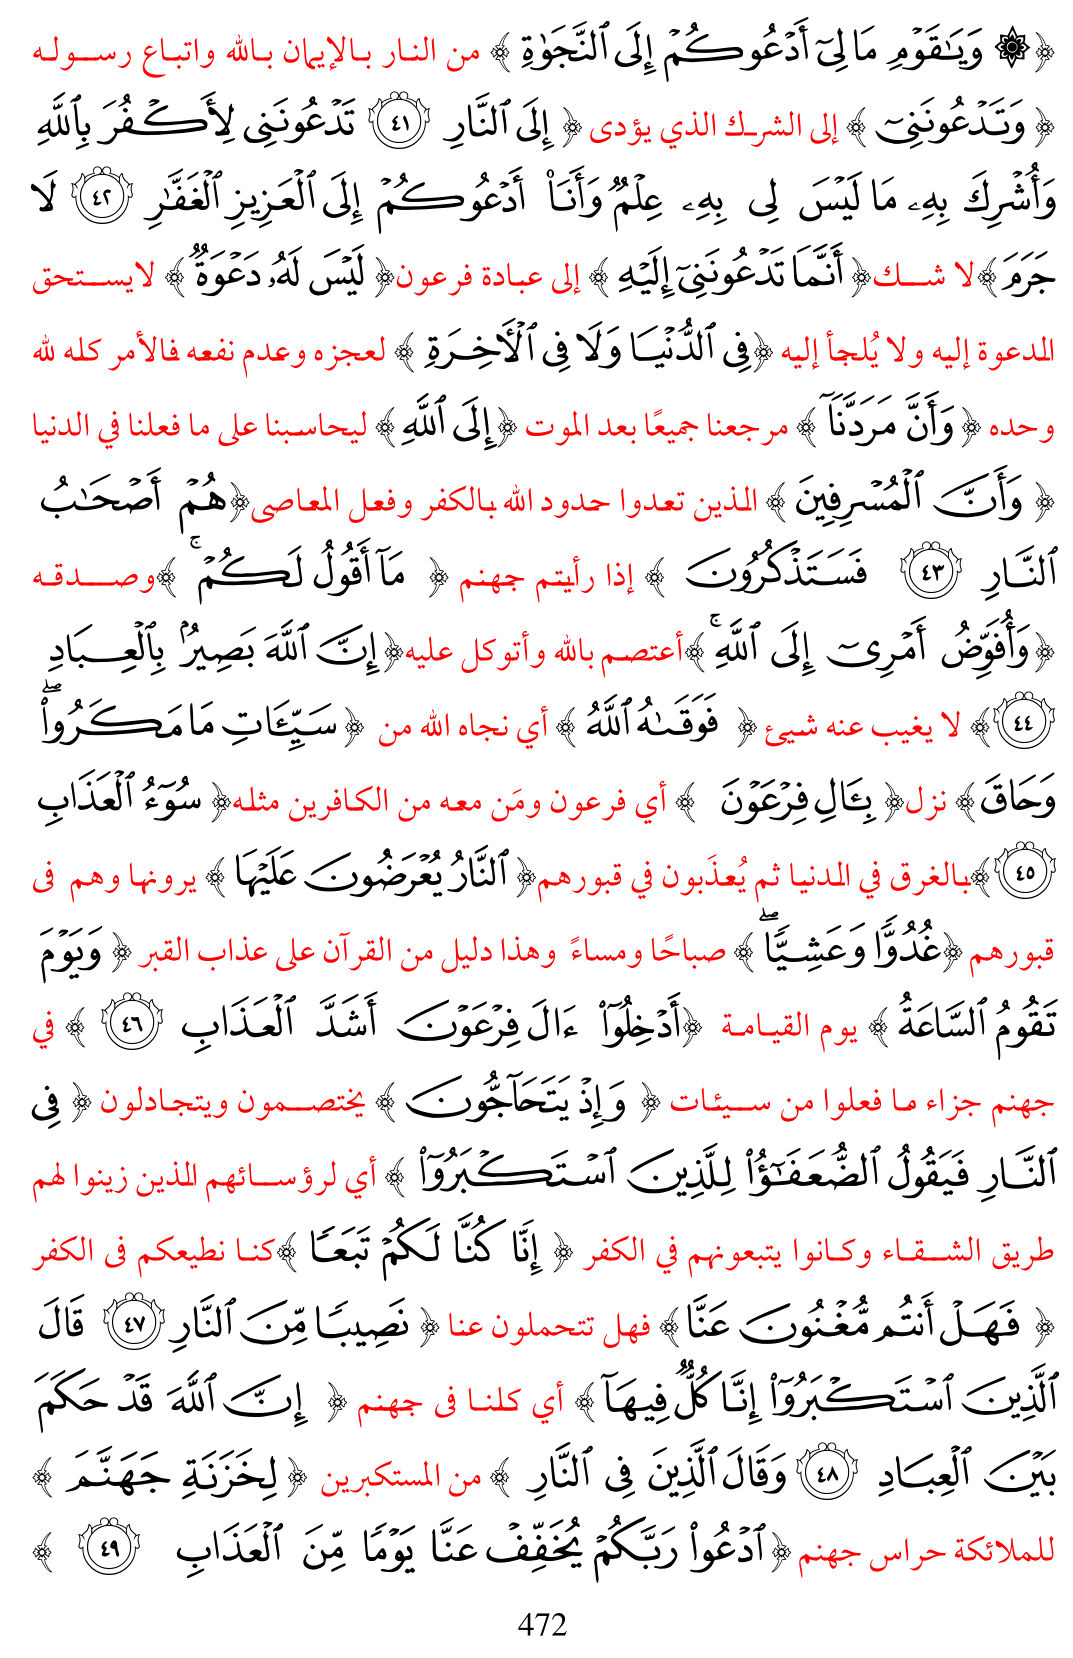 ﴿ ۞ وَيَٰقَوۡمِ مَا لِيٓ أَدۡعُوكُمۡ إِلَى ٱلنَّجَوٰةِ ﴾ من النار بالإيمان بالله واتباع رسوله
﴿ وَتَدۡعُونَنِيٓ ﴾ إلى الشرك الذي يؤدى ﴿ إِلَى ٱلنَّارِ ٤١ تَدۡعُونَنِي لِأَكۡفُرَ بِٱللَّهِ
وَأُشۡرِكَ بِهِۦ مَا لَيۡسَ لِي بِهِۦ عِلۡمٞ وَأَنَا۠ أَدۡعُوكُمۡ إِلَى ٱلۡعَزِيزِ ٱلۡغَفَّٰرِ ٤٢ لَا
جَرَمَ ﴾ لا شك ﴿ أَنَّمَا تَدۡعُونَنِيٓ إِلَيۡهِ ﴾ إلى عبادة فرعون ﴿ لَيۡسَ لَهُۥ دَعۡوَةٞ ﴾ لايستحق
المدعوة إليه ولا يُلجأ إليه ﴿ فِي ٱلدُّنۡيَا وَلَا فِي ٱلۡأٓخِرَةِ ﴾ لعجزه وعدم نفعه فالأمر كله لله
وحده ﴿ وَأَنَّ مَرَدَّنَآ ﴾ مرجعنا جميعًا بعد الموت ﴿ إِلَى ٱللَّهِ ﴾ ليحاسبنا على ما فعلنا في الدنيا
﴿ وَأَنَّ ٱلۡمُسۡرِفِينَ ﴾ الذين تعدوا حدود الله بالكفر وفعل المعاصى ﴿ هُمۡ أَصۡحَٰبُ
ٱلنَّارِ ٤٣ فَسَتَذۡكُرُونَ ﴾ إذا رأيتم جهنم ﴿ مَآ أَقُولُ لَكُمۡۚ ﴾ وصدقه
﴿ وَأُفَوِّضُ أَمۡرِيٓ إِلَى ٱللَّهِۚ ﴾ أعتصم بالله وأتوكل عليه ﴿ إِنَّ ٱللَّهَ بَصِيرُۢ بِٱلۡعِبَادِ
٤٤ ﴾ لا يغيب عنه شيئ ﴿ فَوَقَىٰهُ ٱللَّهُ ﴾ أي نجاه الله من ﴿ سَيِّـَٔاتِ مَا مَكَرُواْۖ
وَحَاقَ ﴾ نزل ﴿ بِـَٔالِ فِرۡعَوۡنَ ﴾ أي فرعون ومَن معه من الكافرين مثله ﴿ سُوٓءُ ٱلۡعَذَابِ
٤٥ ﴾ بالغرق في الدنيا ثم يُعذَبون في قبورهم ﴿ ٱلنَّارُ يُعۡرَضُونَ عَلَيۡهَا ﴾ يرونها وهم فى
قبورهم ﴿ غُدُوّٗا وَعَشِيّٗاۖ ﴾ صباحًا ومساءً وهذا دليل من القرآن على عذاب القبر ﴿ وَيَوۡمَ
تَقُومُ ٱلسَّاعَةُ ﴾ يوم القيامة ﴿ أَدۡخِلُوٓاْ ءَالَ فِرۡعَوۡنَ أَشَدَّ ٱلۡعَذَابِ ٤٦ ﴾ في
جهنم جزاء ما فعلوا من سيئات ﴿ وَإِذۡ يَتَحَآجُّونَ ﴾ يختصمون ويتجادلون ﴿ فِي
ٱلنَّارِ فَيَقُولُ ٱلضُّعَفَٰٓؤُاْ لِلَّذِينَ ٱسۡتَكۡبَرُوٓاْ ﴾ أي لرؤسائهم الذين زينوا لهم
طريق الشقاء وكانوا يتبعونهم في الكفر ﴿ إِنَّا كُنَّا لَكُمۡ تَبَعٗا ﴾ كنا نطيعكم فى الكفر
﴿ فَهَلۡ أَنتُم مُّغۡنُونَ عَنَّا ﴾ فهل تتحملون عنا ﴿ نَصِيبٗا مِّنَ ٱلنَّارِ ٤٧ قَالَ
ٱلَّذِينَ ٱسۡتَكۡبَرُوٓاْ إِنَّا كُلّٞ فِيهَآ ﴾ أي كلنا فى جهنم ﴿ إِنَّ ٱللَّهَ قَدۡ حَكَمَ
بَيۡنَ ٱلۡعِبَادِ ٤٨ وَقَالَ ٱلَّذِينَ فِي ٱلنَّارِ ﴾ من المستكبرين ﴿ لِخَزَنَةِ جَهَنَّمَ ﴾
للملائكة حراس جهنم ﴿ ٱدۡعُواْ رَبَّكُمۡ يُخَفِّفۡ عَنَّا يَوۡمٗا مِّنَ ٱلۡعَذَابِ ٤٩ ﴾
472